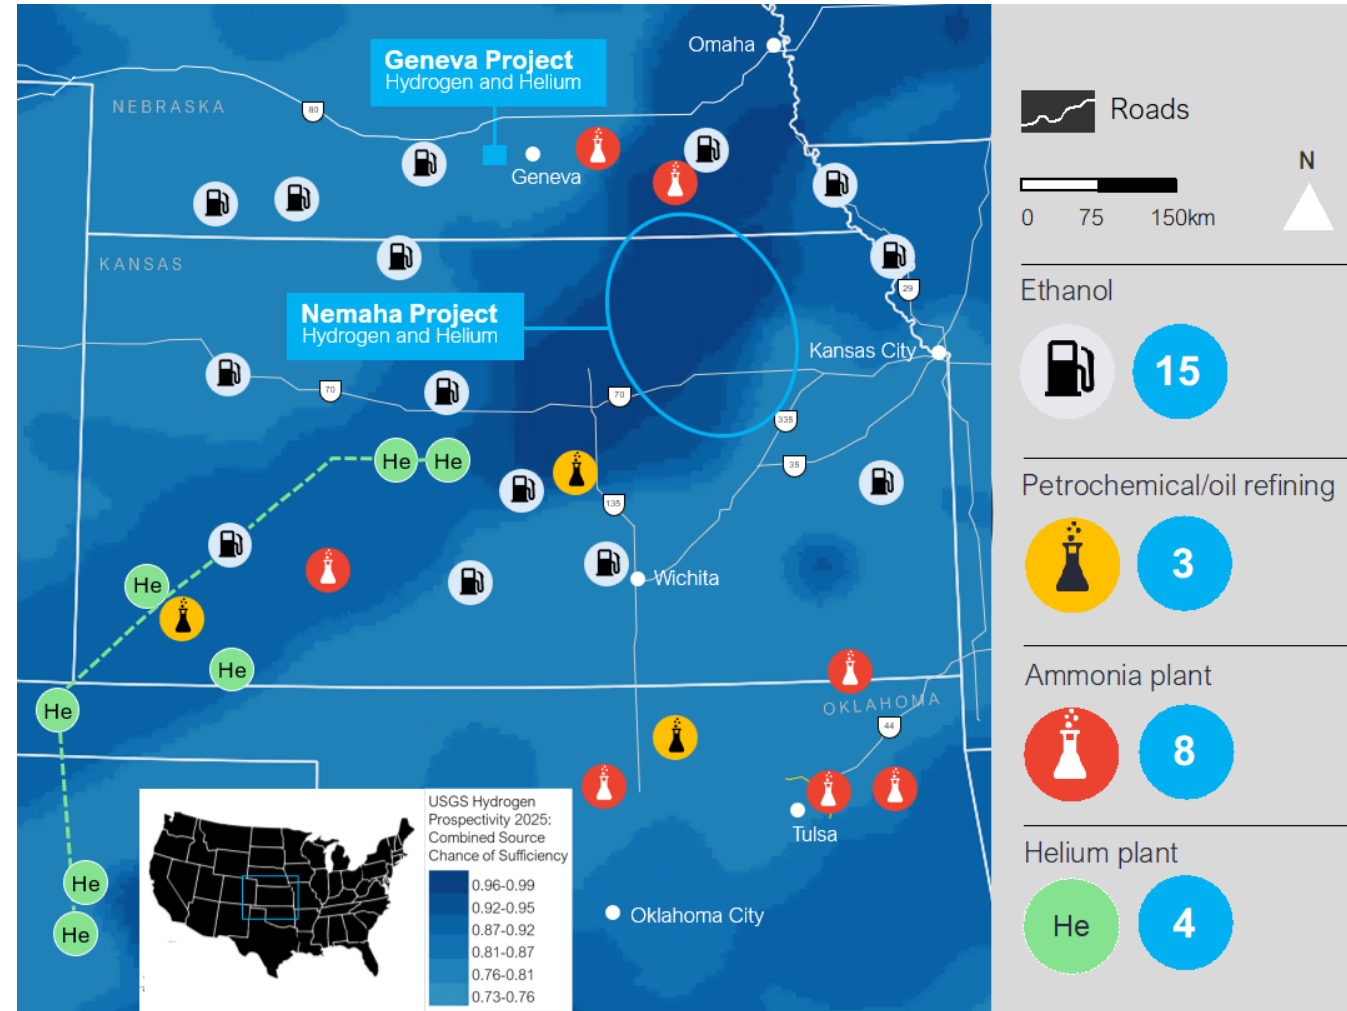 Geneva Project
Hydrogen and Helium
Omaha
NEBRASKA
80
Geneva
KANSAS
Nemaha Project
Hydrogen and Helium
29
Kansas City
70
70
335
35
He
He
135
He
Wichita
He
He
OKLAHOMA
44
Tulsa
He
He
Oklahoma City
USGS Hydrogen
Prospectivity 2025:
Combined Source
Chance of Sufficiency
0.96-0.99
0.92-0.95
0.87-0.92
0.81-0.87
0.76-0.81
0.73-0.76
Roads
N
0 75 150km
Ethanol
15
Petrochemical/oil refining
3
Ammonia plant
8
Helium plant
He
4